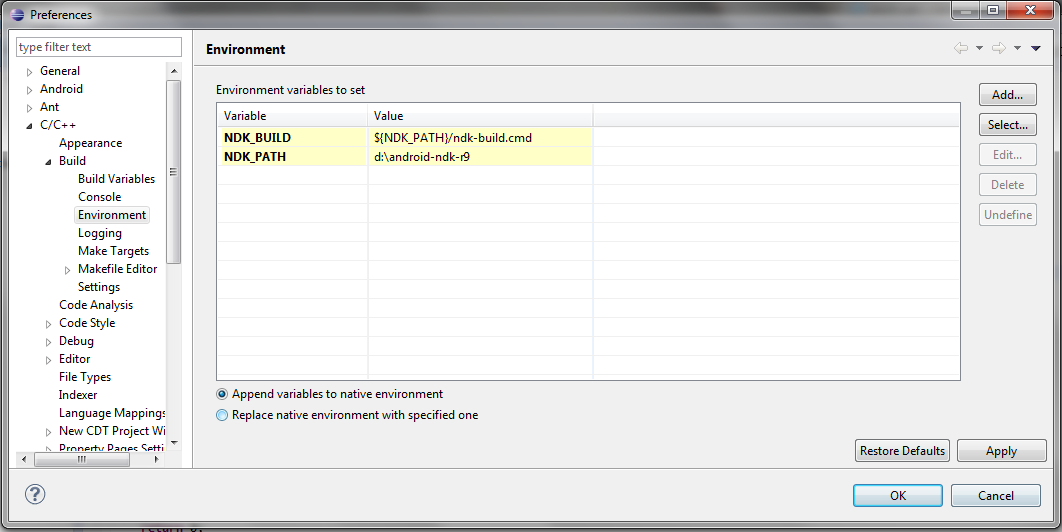 Preferences
type filter text
General
Android
Ant
C/C++
Appearance
Build
Build Variables
Console
Environment
Logging
Make Targets
Makefile Editor
Settings
Code Analysis
Code Style
Debug
Editor
File Types
Indexer
Language Mappings
New CDT Project Wi
Property Pages Setti
Environment
Environment variables to set
Variable Value
NDK_BUILD ${NDK_PATH}/ndk-build.cmd
NDK_PATH d:\android-ndk-r9
Add...
Select...
Edit...
Delete
Undefine
Append variables to native environment
Replace native environment with specified one
Restore Defaults Apply
? OK Cancel
return 0;